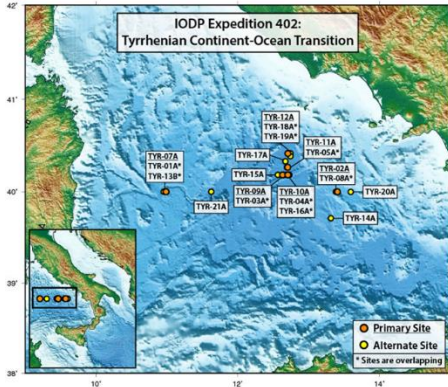 IODP Expedition 402:
Tyrrhenian Continent-Ocean Transition
42'
41'
40'
39'
38'
10°
12°
14°
TYR-07A
TYR-01A*
TYR-13B*
TYR-21A
TYR-12A
TYR-18A*
TYR-19A*
TYR-17A
TYR-11A
TYR-05A*
TYR-15A
TYR-09A
TYR-03A*
TYR-10A
TYR-04A*
TYR-16A*
TYR-02A
TYR-08A*
TYR-20A
TYR-14A
Primary Site
Alternate Site
* Sites are overlapping